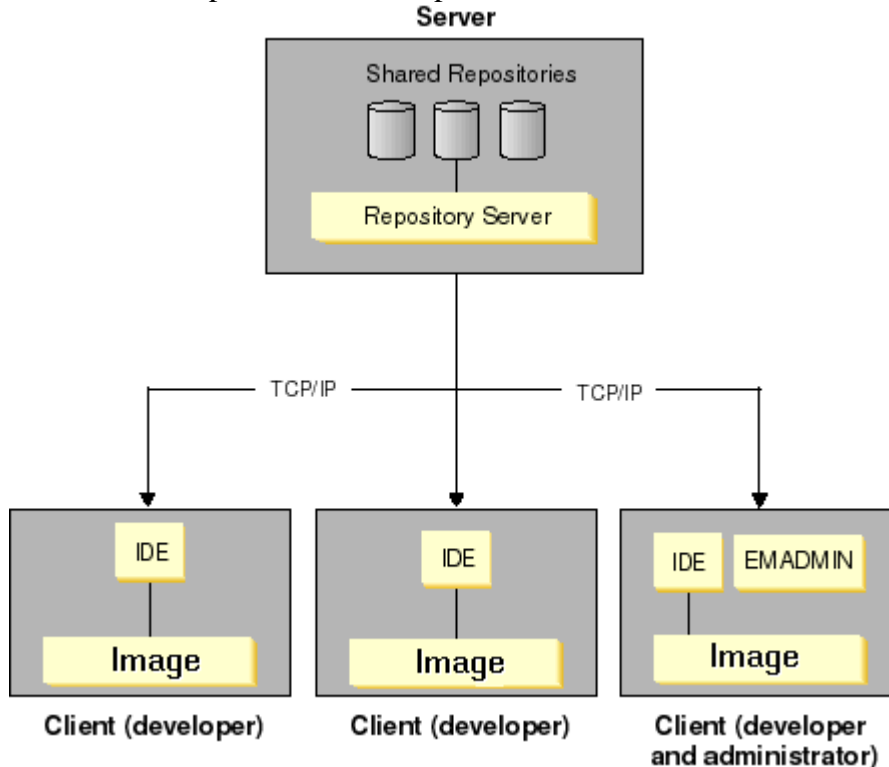 Server
Shared Repositories
Repository Server
TCP/IP
TCP/IP
IDE
Image
Client (developer)
IDE
Image
Client (developer)
IDE
EMADMIN
Image
Client (developer
and administrator)